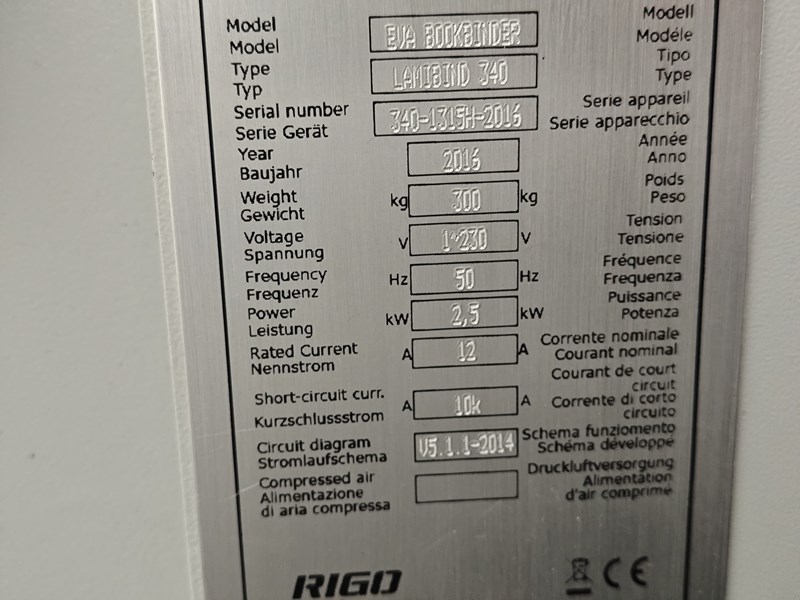 Model EVA BOOKBINDER Modell
Model Modéle
Type LAMIBIND 340 Tipo
Typ Type
Serial number 340-1315H-2016 Serie appareil
Serie Gerät Serie apparecchio
Year 2016 Année
Baujahr Anno
Weight kg 300 kg Poids
Gewicht Peso
Voltage V 1~230 V Tension
Spannung Tensione
Frequency Hz 50 Hz Fréquence
Frequenz Frequenza
Power kW 2,5 kW Puissance
Leistung Potenza
Rated Current A 12 A Corrente nominale
Nennstrom Courant nominal
Short-circuit curr. A 10k A Courant de court
circuit
Kurzschlussstrom Corrente di corto
circuito
Circuit diagram V5.1.1-2014 Schema funziomento
Stromlaufschema Schéma développé
Compressed air Druckluftversorgung
Alimentazione Alimentation
di aria compressa d'air comprimé
RIGO CE